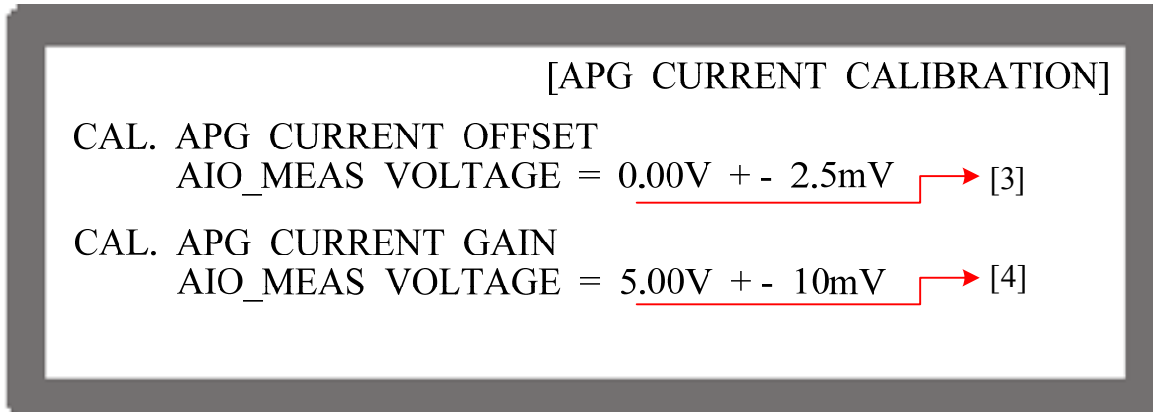 [APG CURRENT CALIBRATION]
CAL. APG CURRENT OFFSET
AIO_MEAS VOLTAGE = 0.00V +- 2.5mV [3]
CAL. APG CURRENT GAIN
AIO_MEAS VOLTAGE = 5.00V +- 10mV [4]